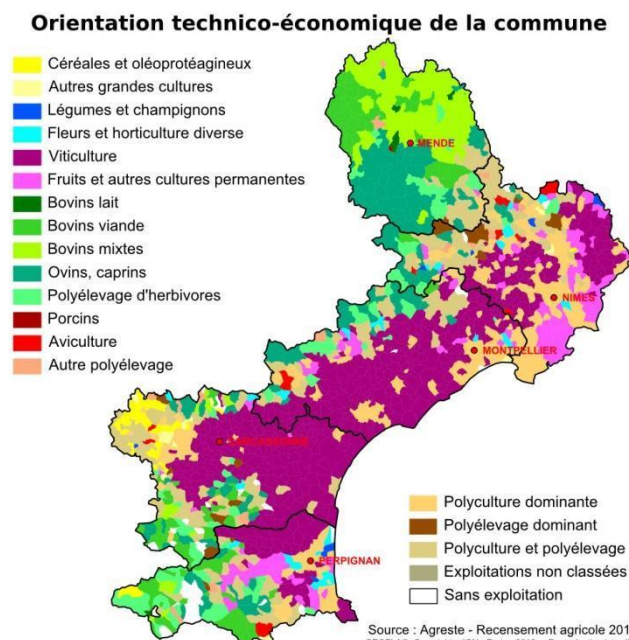 Orientation technico-économique de la commune
Céréales et oléoprotéagineux
Autres grandes cultures
Légumes et champignons
Fleurs et horticulture diverse
Viticulture
Fruits et autres cultures permanentes
Bovins lait
Bovins viande
Bovins mixtes
Ovins, caprins
Polyélevage d'herbivores
Porcins
Aviculture
Autre polyélevage
MENDE
NIMES
MONTPELLIER
CARCASSONNE
PERPIGNAN
Polyculture dominante
Polyélevage dominant
Polyculture et polyélevage
Exploitations non classées
Sans exploitation
Source : Agreste - Recensement agricole 201